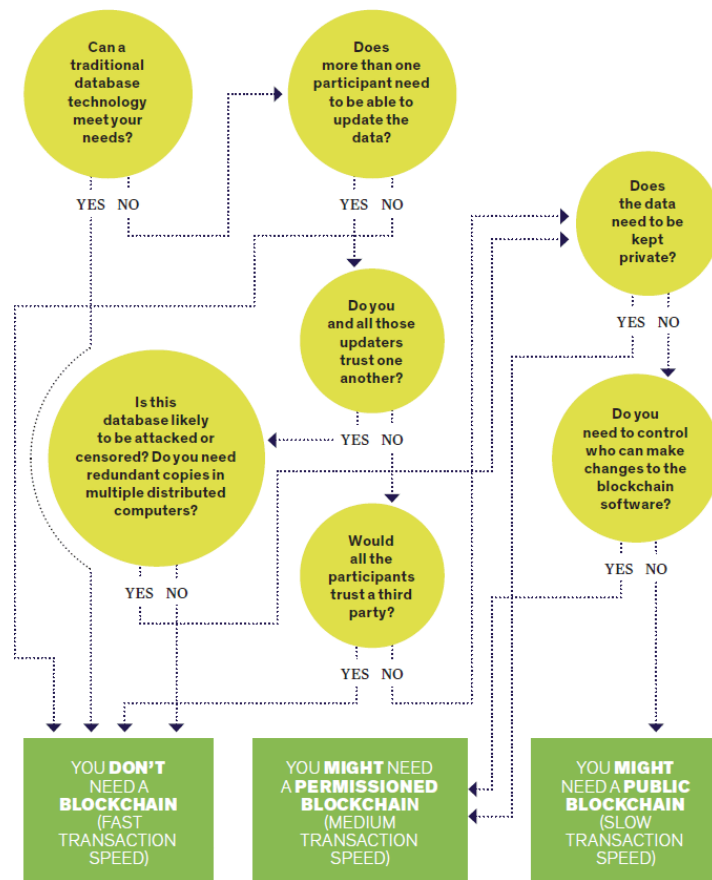 Can a
traditional
database
technology
meet your
needs?
YES NO
Does
more than one
participant need
to be able to
update the
data?
YES NO
Does
the data
need to be
kept
private?
YES NO
Do you
and all those
updaters
trust one
another?
YES NO
Is this
database likely
to be attacked or
censored? Do you need
redundant copies in
multiple distributed
computers?
YES NO
Do you
need to control
who can make
changes to the
blockchain
software?
YES NO
Would
all the
participants
trust a third
party?
YES NO
YOU DON'T
NEED A
BLOCKCHAIN
(FAST
TRANSACTION
SPEED)
YOU MIGHT NEED
A PERMISSIONED
BLOCKCHAIN
(MEDIUM
TRANSACTION
SPEED)
YOU MIGHT
NEED A PUBLIC
BLOCKCHAIN
(SLOW
TRANSACTION
SPEED)